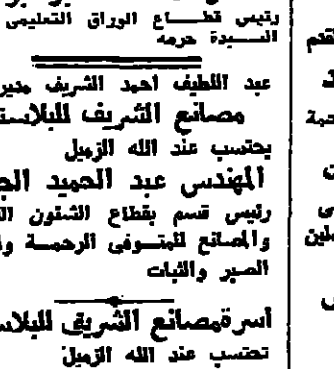 رئيس قطاع الوراق التعليمى
السيدة حرمه
عبد اللطيف احمد الشريف مدير
مصانع الشريف للبلاست
يحتسب عند الله الزميل
المهندس عبد الحميد الج
رئيس قسم بقطاع الشئون ال
والمصانع للمتوفى الرحمة وا
الصبر والثبات
أسرة مصانع الشريف للبلاس
تحتسب عند الله الزميل